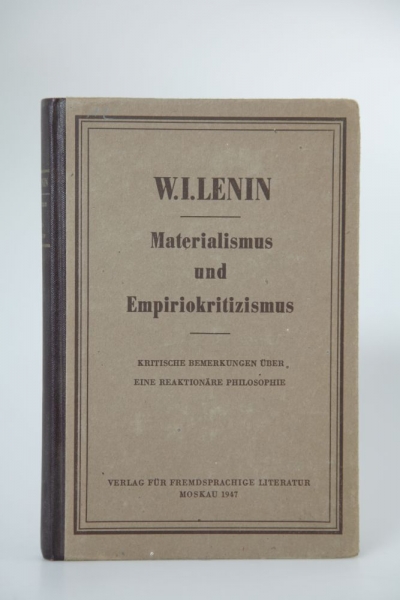 W.I.LENIN
Materialismus
und
Empiriokritizismus
KRITISCHE BEMERKUNGEN ÜBER
EINE REAKTIONÄRE PHILOSOPHIE
VERLAG FÜR FREMDSPRACHIGE LITERATUR
MOSKAU 1947